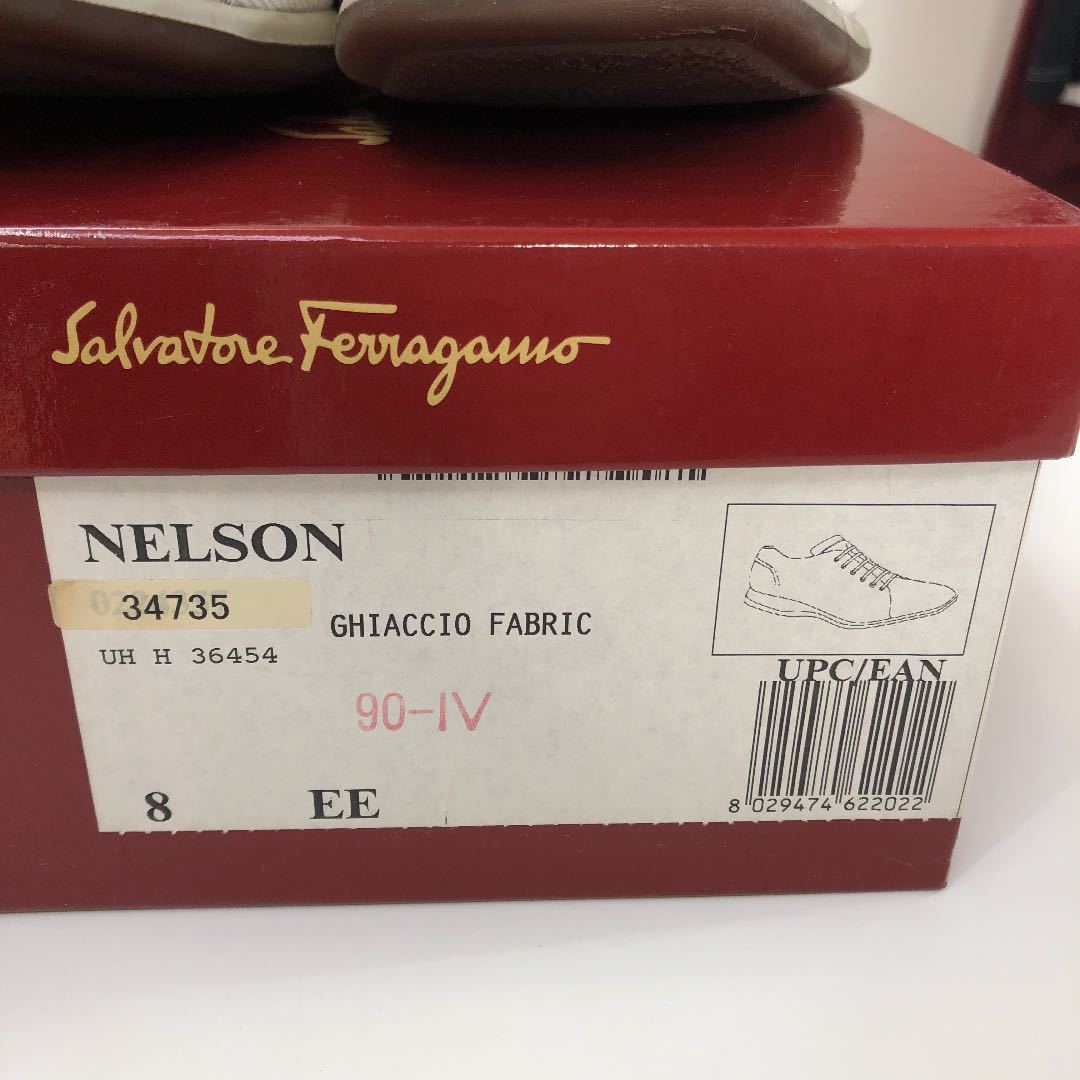 Salvatore Ferragamo
NELSON
34735
GHIACCIO FABRIC
UH H 36454
90-IV
UPC/EAN
8 EE
8 029474 622022